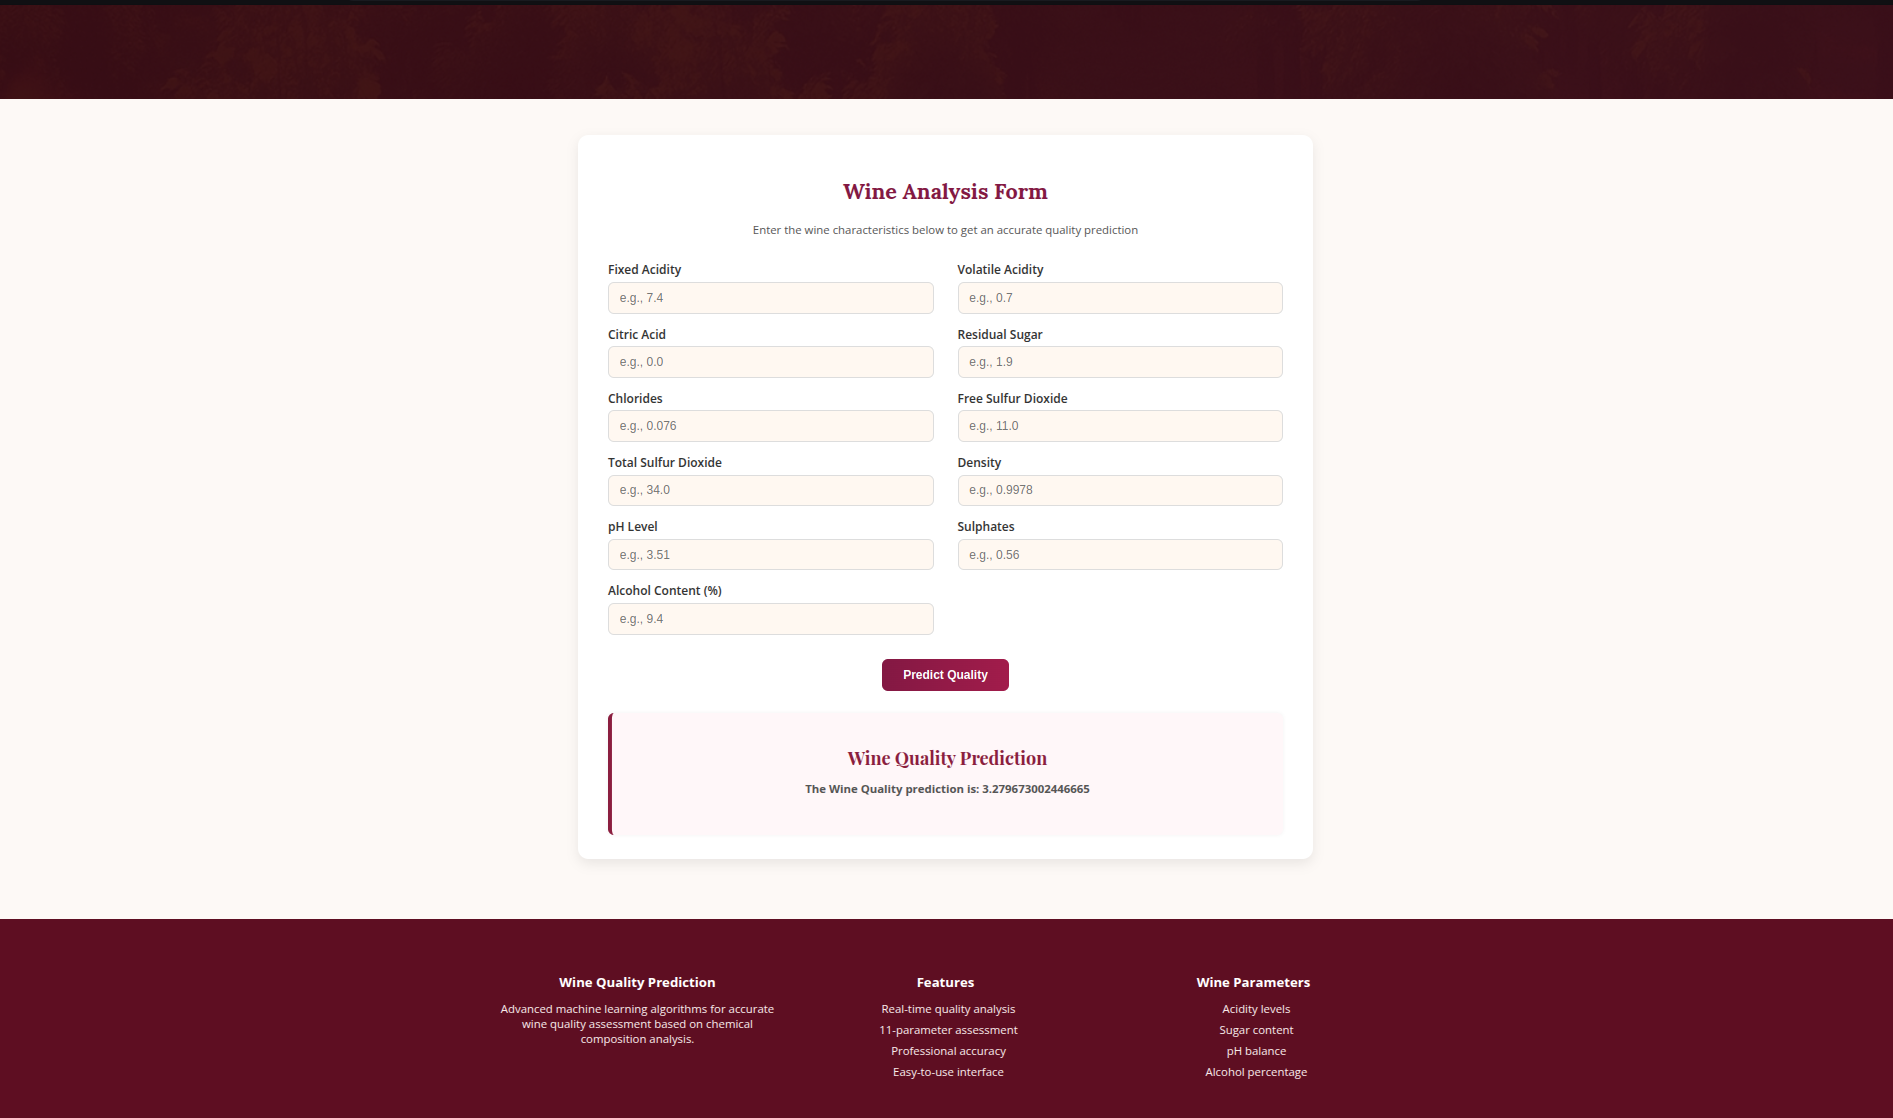 Wine Analysis Form
Enter the wine characteristics below to get an accurate quality prediction
Fixed Acidity
e.g., 7.4
Volatile Acidity
e.g., 0.7
Citric Acid
e.g., 0.0
Residual Sugar
e.g., 1.9
Chlorides
e.g., 0.076
Free Sulfur Dioxide
e.g., 11.0
Total Sulfur Dioxide
e.g., 34.0
Density
e.g., 0.9978
pH Level
e.g., 3.51
Sulphates
e.g., 0.56
Alcohol Content (%)
e.g., 9.4
Predict Quality
Wine Quality Prediction
The Wine Quality prediction is: 3.279673002446665
Wine Quality Prediction
Advanced machine learning algorithms for accurate
wine quality assessment based on chemical
composition analysis.
Features
Real-time quality analysis
11-parameter assessment
Professional accuracy
Easy-to-use interface
Wine Parameters
Acidity levels
Sugar content
pH balance
Alcohol percentage